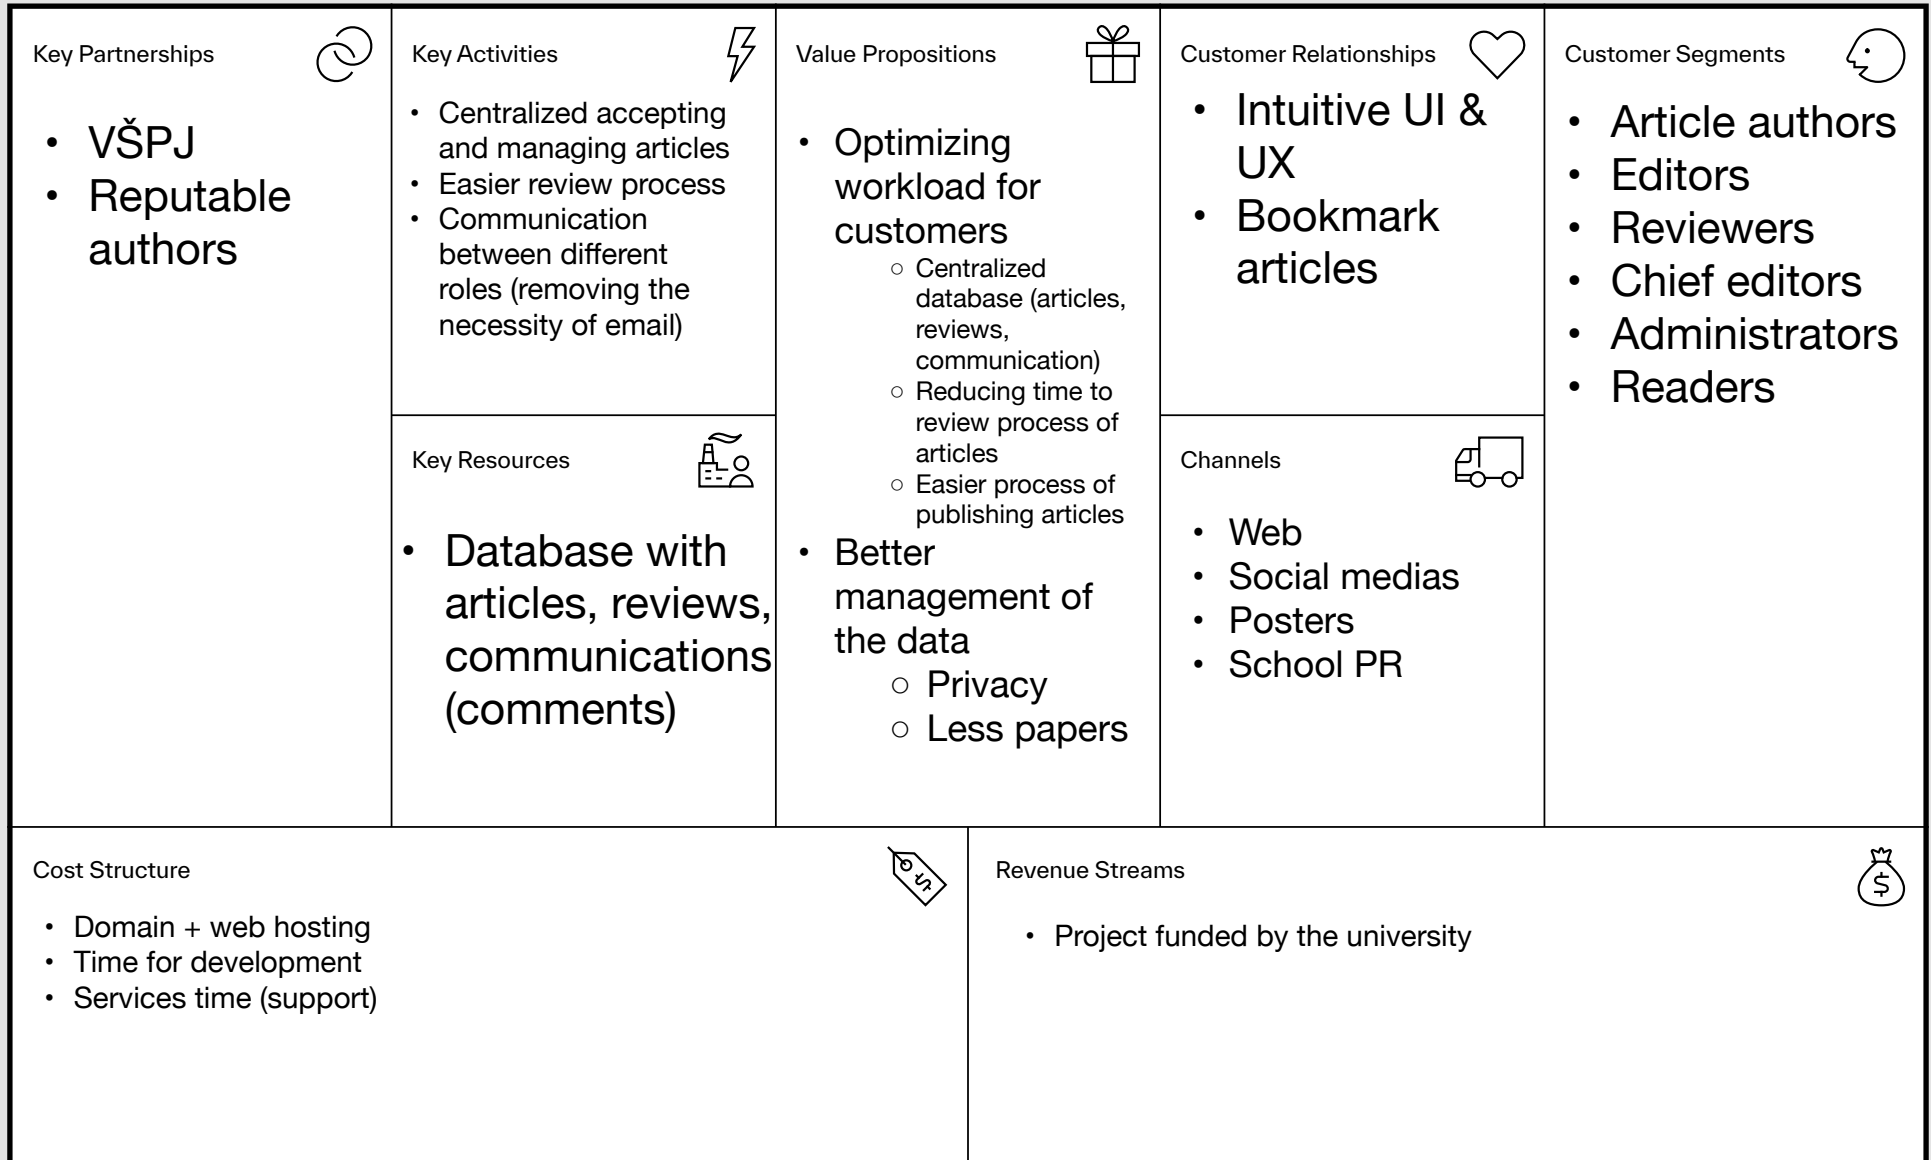 Key Partnerships
• VŠPJ
• Reputable
authors
Key Activities
• Centralized accepting
and managing articles
• Easier review process
• Communication
between different
roles (removing the
necessity of email)
Key Resources
• Database with
articles, reviews,
communications
(comments)
Value Propositions
• Optimizing
workload for
customers
○ Centralized
database (articles,
reviews,
communication)
○ Reducing time to
review process of
articles
○ Easier process of
publishing articles
• Better
management of
the data
○ Privacy
○ Less papers
Customer Relationships
• Intuitive UI &
UX
• Bookmark
articles
Channels
• Web
• Social medias
• Posters
• School PR
Customer Segments
• Article authors
• Editors
• Reviewers
• Chief editors
• Administrators
• Readers
Cost Structure
• Domain + web hosting
• Time for development
• Services time (support)
Revenue Streams
• Project funded by the university